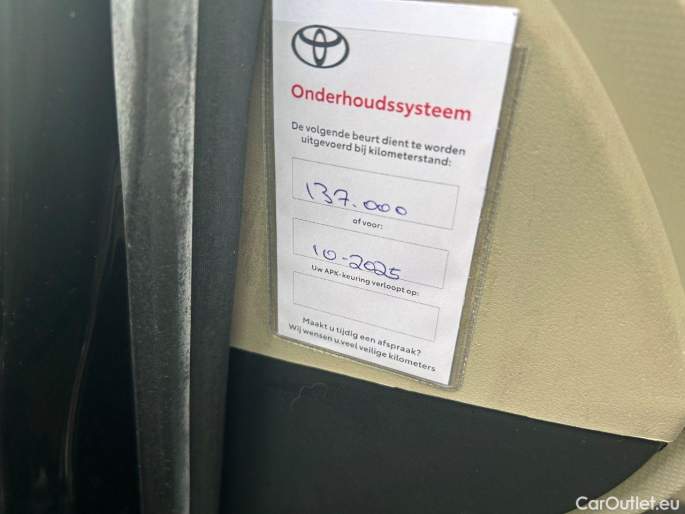 Onderhoudssysteem
De volgende beurt dient te worden
uitgevoerd bij kilometerstand:
137.000
of voor:
10-2025
Uw APK-keuring verloopt op:
Maakt u tijdig een afspraak?
Wij wensen u veel veilige kilometers
CarOutlet.eu